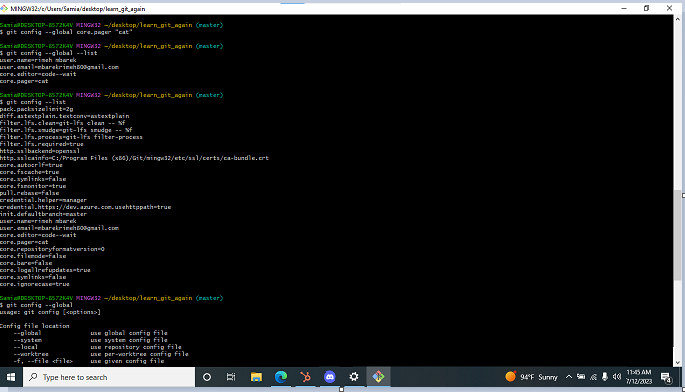 MINGW32:/c/Users/Samia/desktop/learn_git_again
Samia@DESKTOP-6572K4V MINGW32 ~/desktop/learn_git_again (master)
$ git config --global core.pager "cat"
Samia@DESKTOP-6572K4V MINGW32 ~/desktop/learn_git_again (master)
$ git config --global --list
user.name=rimeh mbarek
user.email=mbarekrimeh80@gmail.com
core.editor=code--wait
core.pager=cat
Samia@DESKTOP-6572K4V MINGW32 ~/desktop/learn_git_again (master)
$ git config --list
pack.packsizelimit=2g
diff.astextplain.textconv=astextplain
filter.lfs.clean=git-lfs clean -- %f
filter.lfs.smudge=git-lfs smudge -- %f
filter.lfs.process=git-lfs filter-process
filter.lfs.required=true
http.sslbackend=openssl
http.sslcainfo=C:/Program Files (x86)/Git/mingw32/etc/ssl/certs/ca-bundle.crt
core.autocrlf=true
core.fscache=true
core.symlinks=false
core.fsmonitor=true
pull.rebase=false
credential.helper=manager
credential.https://dev.azure.com.usehttppath=true
init.defaultbranch=master
user.name=rimeh mbarek
user.email=mbarekrimeh80@gmail.com
core.editor=code--wait
core.pager=cat
core.repositoryformatversion=0
core.filemode=false
core.bare=false
core.logallrefupdates=true
core.symlinks=false
core.ignorecase=true
Samia@DESKTOP-6572K4V MINGW32 ~/desktop/learn_git_again (master)
$ git config --global
usage: git config [<options>]
Config file location
--global use global config file
--system use system config file
--local use repository config file
--worktree use per-worktree config file
-f, --file <file> use given config file
Type here to search
94°F Sunny
11:45 AM
7/12/2023